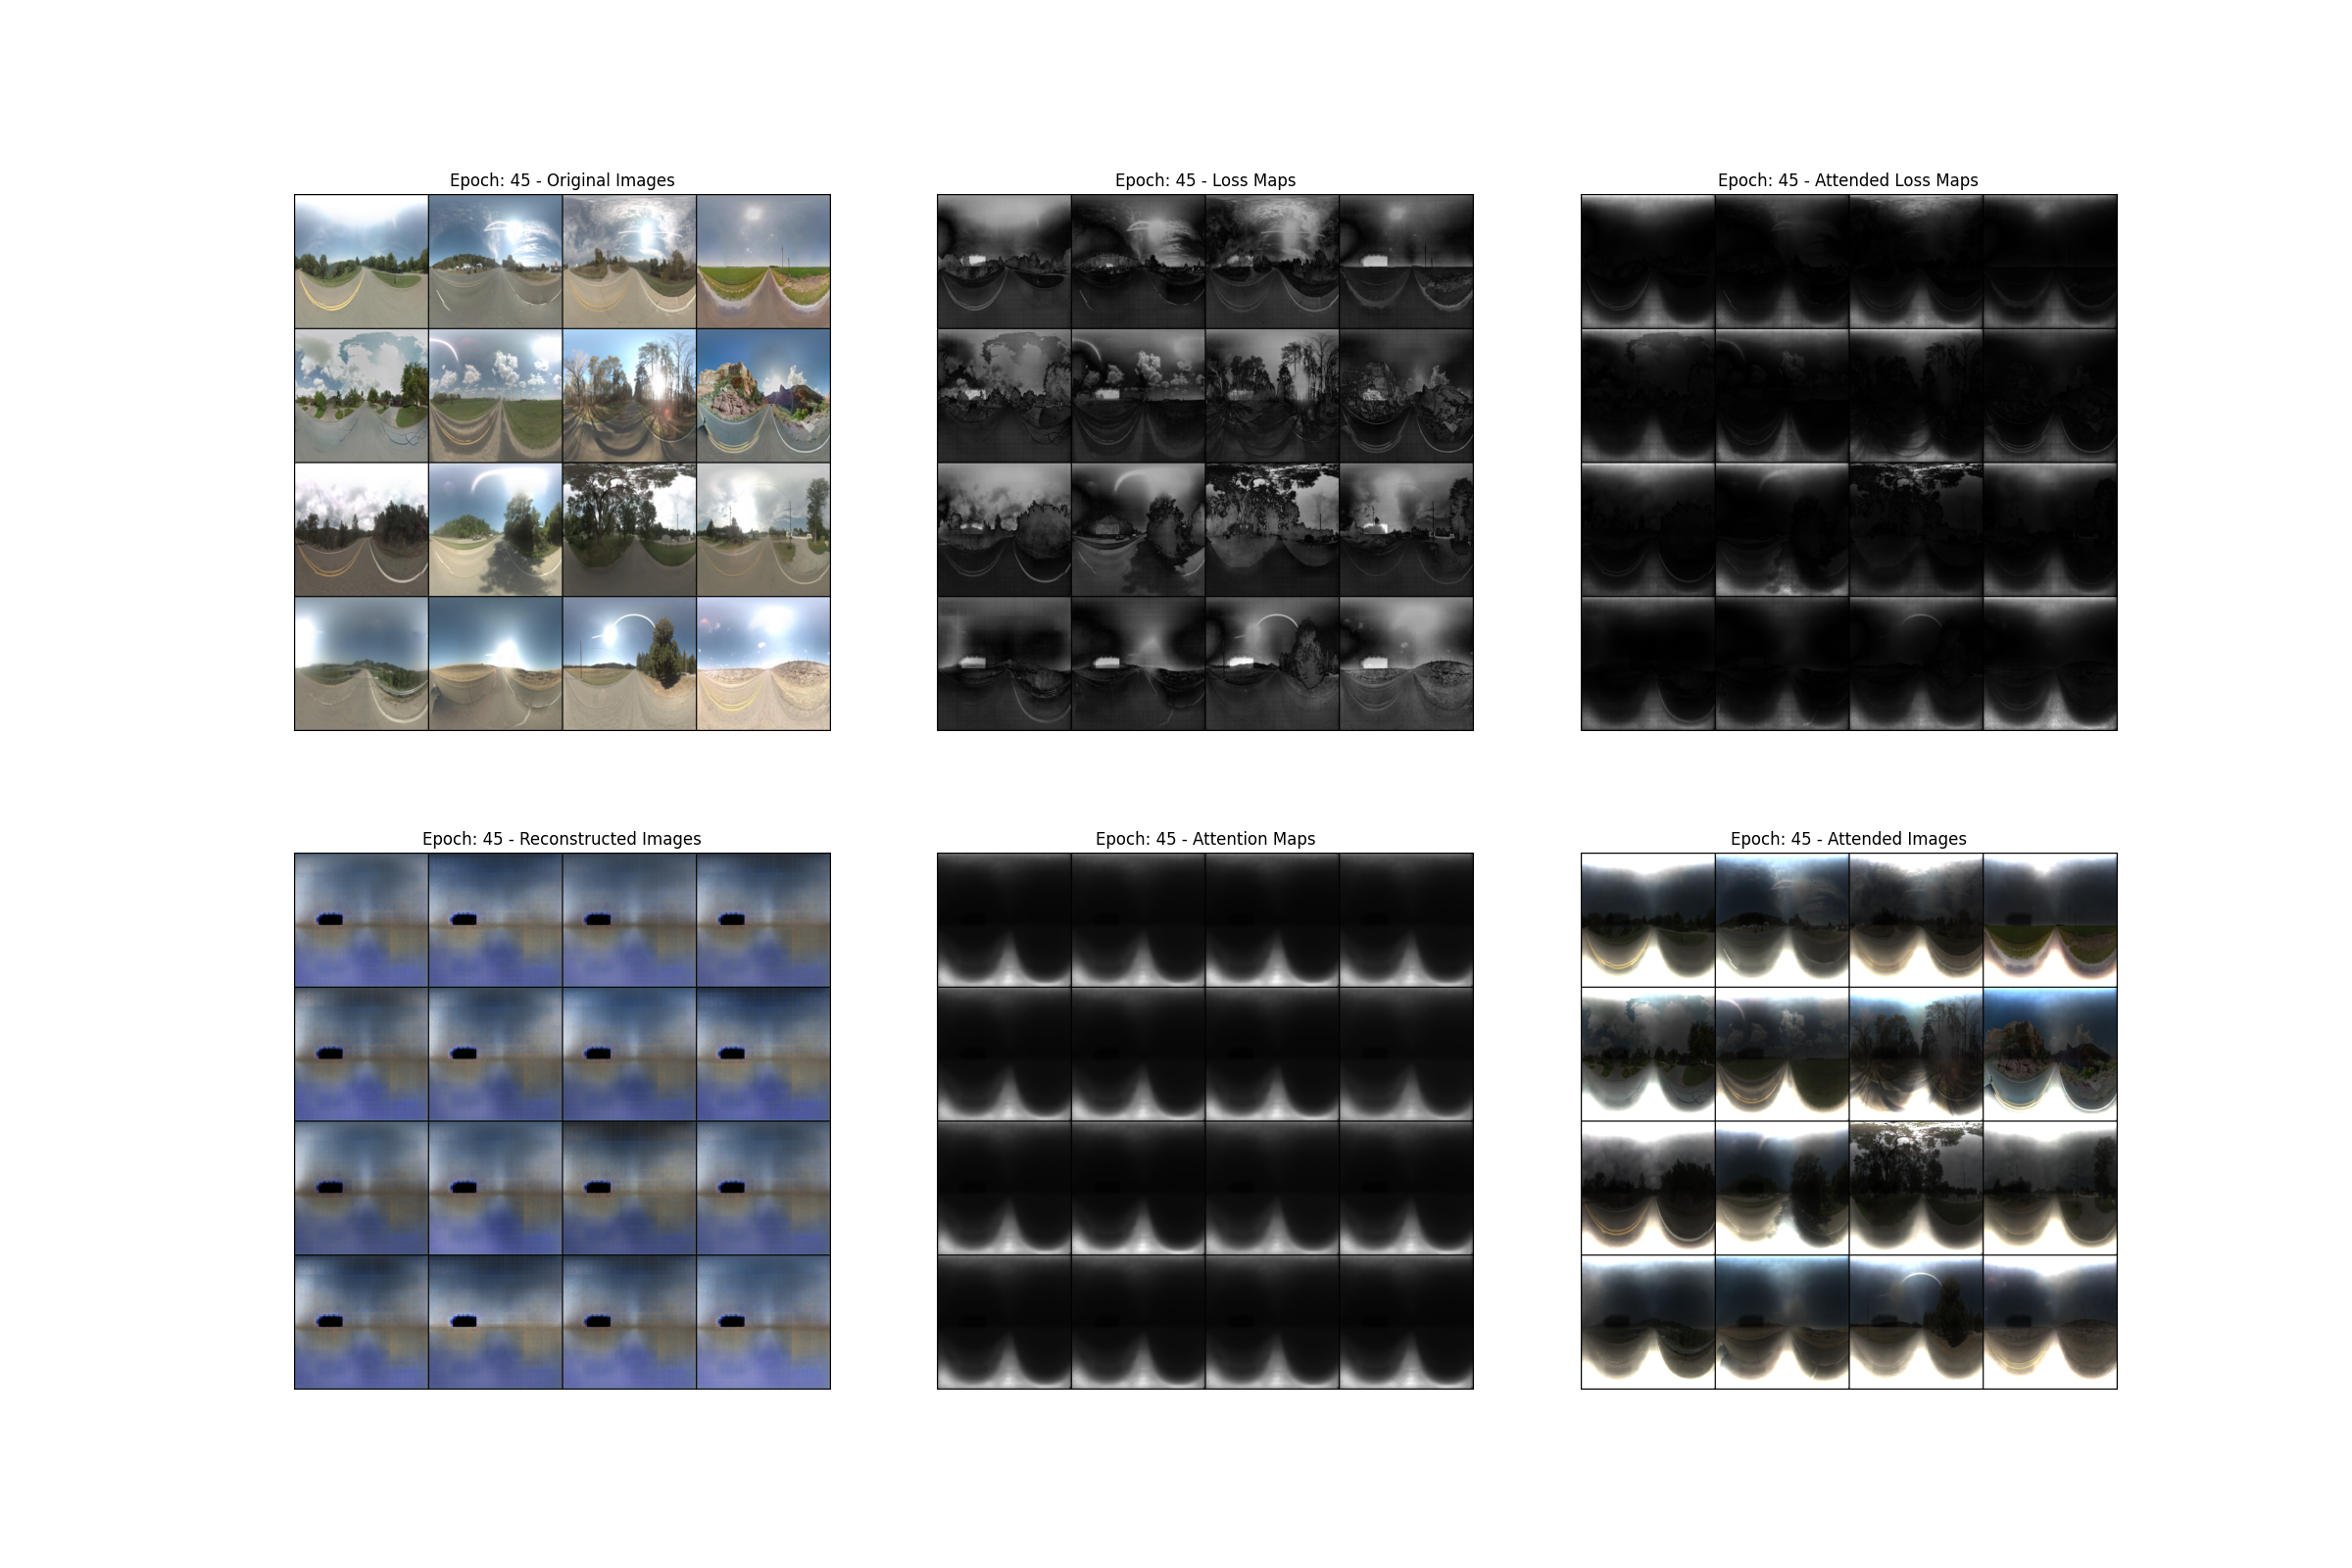 Epoch: 45 - Original Images
Epoch: 45 - Loss Maps
Epoch: 45 - Attended Loss Maps
Epoch: 45 - Reconstructed Images
Epoch: 45 - Attention Maps
Epoch: 45 - Attended Images